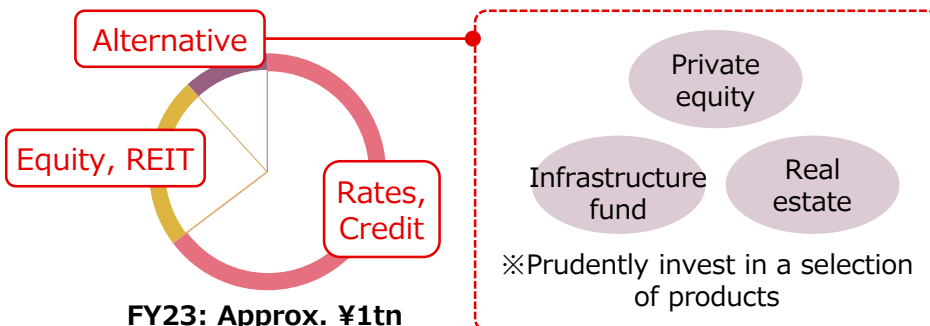 Alternative
Equity, REIT
Rates,
Credit
FY23: Approx. ¥1tn
Private
equity
Infrastructure
fund
Real
estate
※Prudently invest in a selection
of products